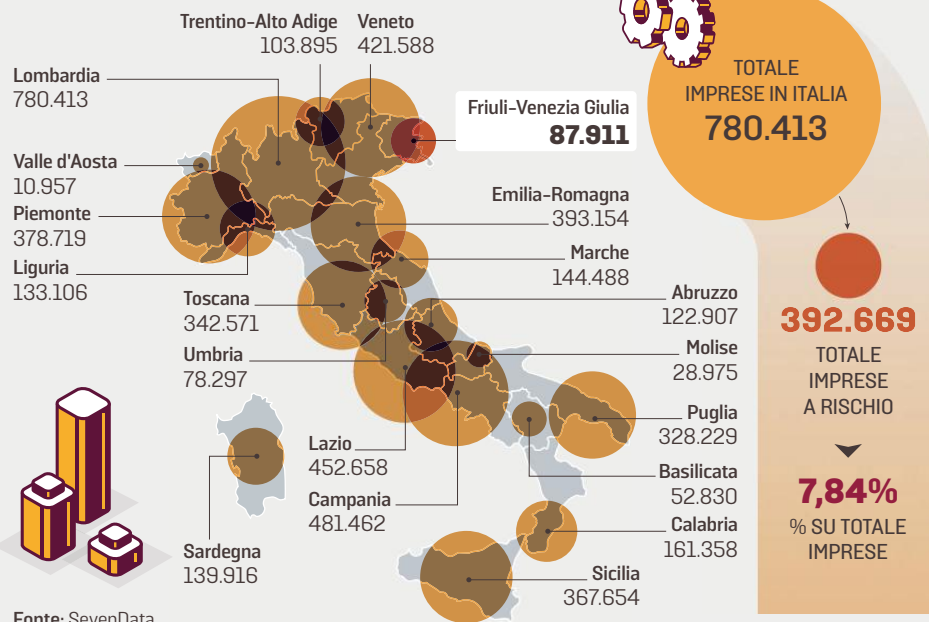 Trentino-Alto Adige
103.895
Veneto
421.588
Lombardia
780.413
Friuli-Venezia Giulia
87.911
Valle d'Aosta
10.957
Piemonte
378.719
Liguria
133.106
Emilia-Romagna
393.154
Marche
144.488
Toscana
342.571
Umbria
78.297
Abruzzo
122.907
Molise
28.975
Puglia
328.229
Lazio
452.658
Campania
481.462
Basilicata
52.830
Calabria
161.358
Sardegna
139.916
Sicilia
367.654
Fonte: SevenData
TOTALE
IMPRESE IN ITALIA
780.413
392.669
TOTALE
IMPRESE
A RISCHIO
7,84%
% SU TOTALE
IMPRESE